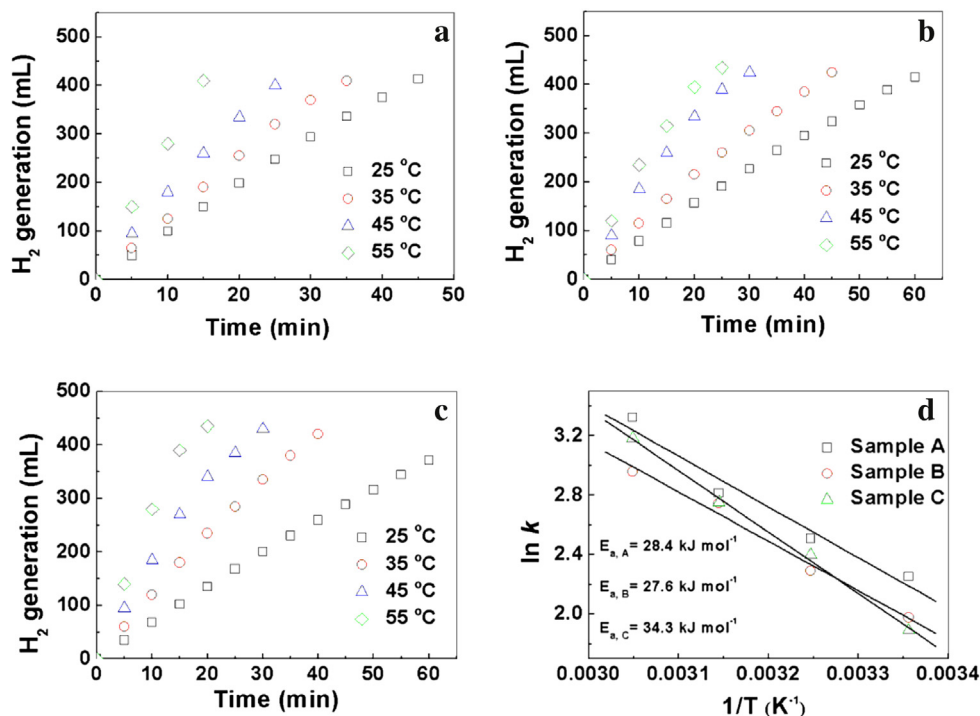 a
H2 generation (mL)
500
400
300
200
100
0
25 °C
35 °C
45 °C
55 °C
0 10 20 30 40 50
Time (min)
b
H2 generation (mL)
500
400
300
200
100
0
25 °C
35 °C
45 °C
55 °C
0 10 20 30 40 50 60
Time (min)
c
H2 generation (mL)
500
400
300
200
100
0
25 °C
35 °C
45 °C
55 °C
0 10 20 30 40 50 60
Time (min)
d
ln k
3.2
2.8
2.4
2.0
Sample A
Sample B
Sample C
Ea, A= 28.4 kJ mol-1
Ea, B= 27.6 kJ mol-1
Ea, C= 34.3 kJ mol-1
0.0030 0.0031 0.0032 0.0033 0.0034
1/T (K-1)